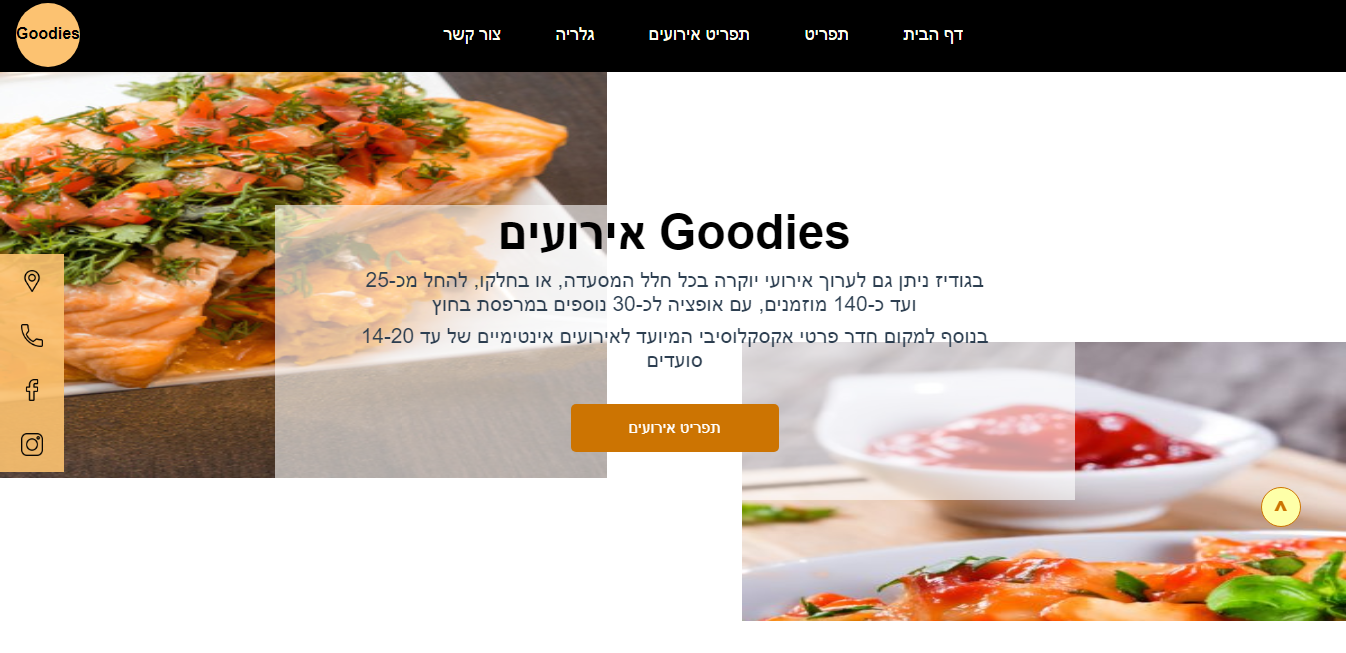 Goodies
דף הבית
תפריט
תפריט אירועים
גלריה
צור קשר
Goodies אירועים
בגודיז ניתן גם לערוך אירועי יוקרה בכל חלל המסעדה, או בחלקו, להחל מכ-25
ועד כ-140 מוזמנים, עם אופציה לכ-30 נוספים במרפסת בחוץ
בנוסף למקום חדר פרטי אקסקלוסיבי המיועד לאירועים אינטימיים של עד 14-20
סועדים
תפריט אירועים